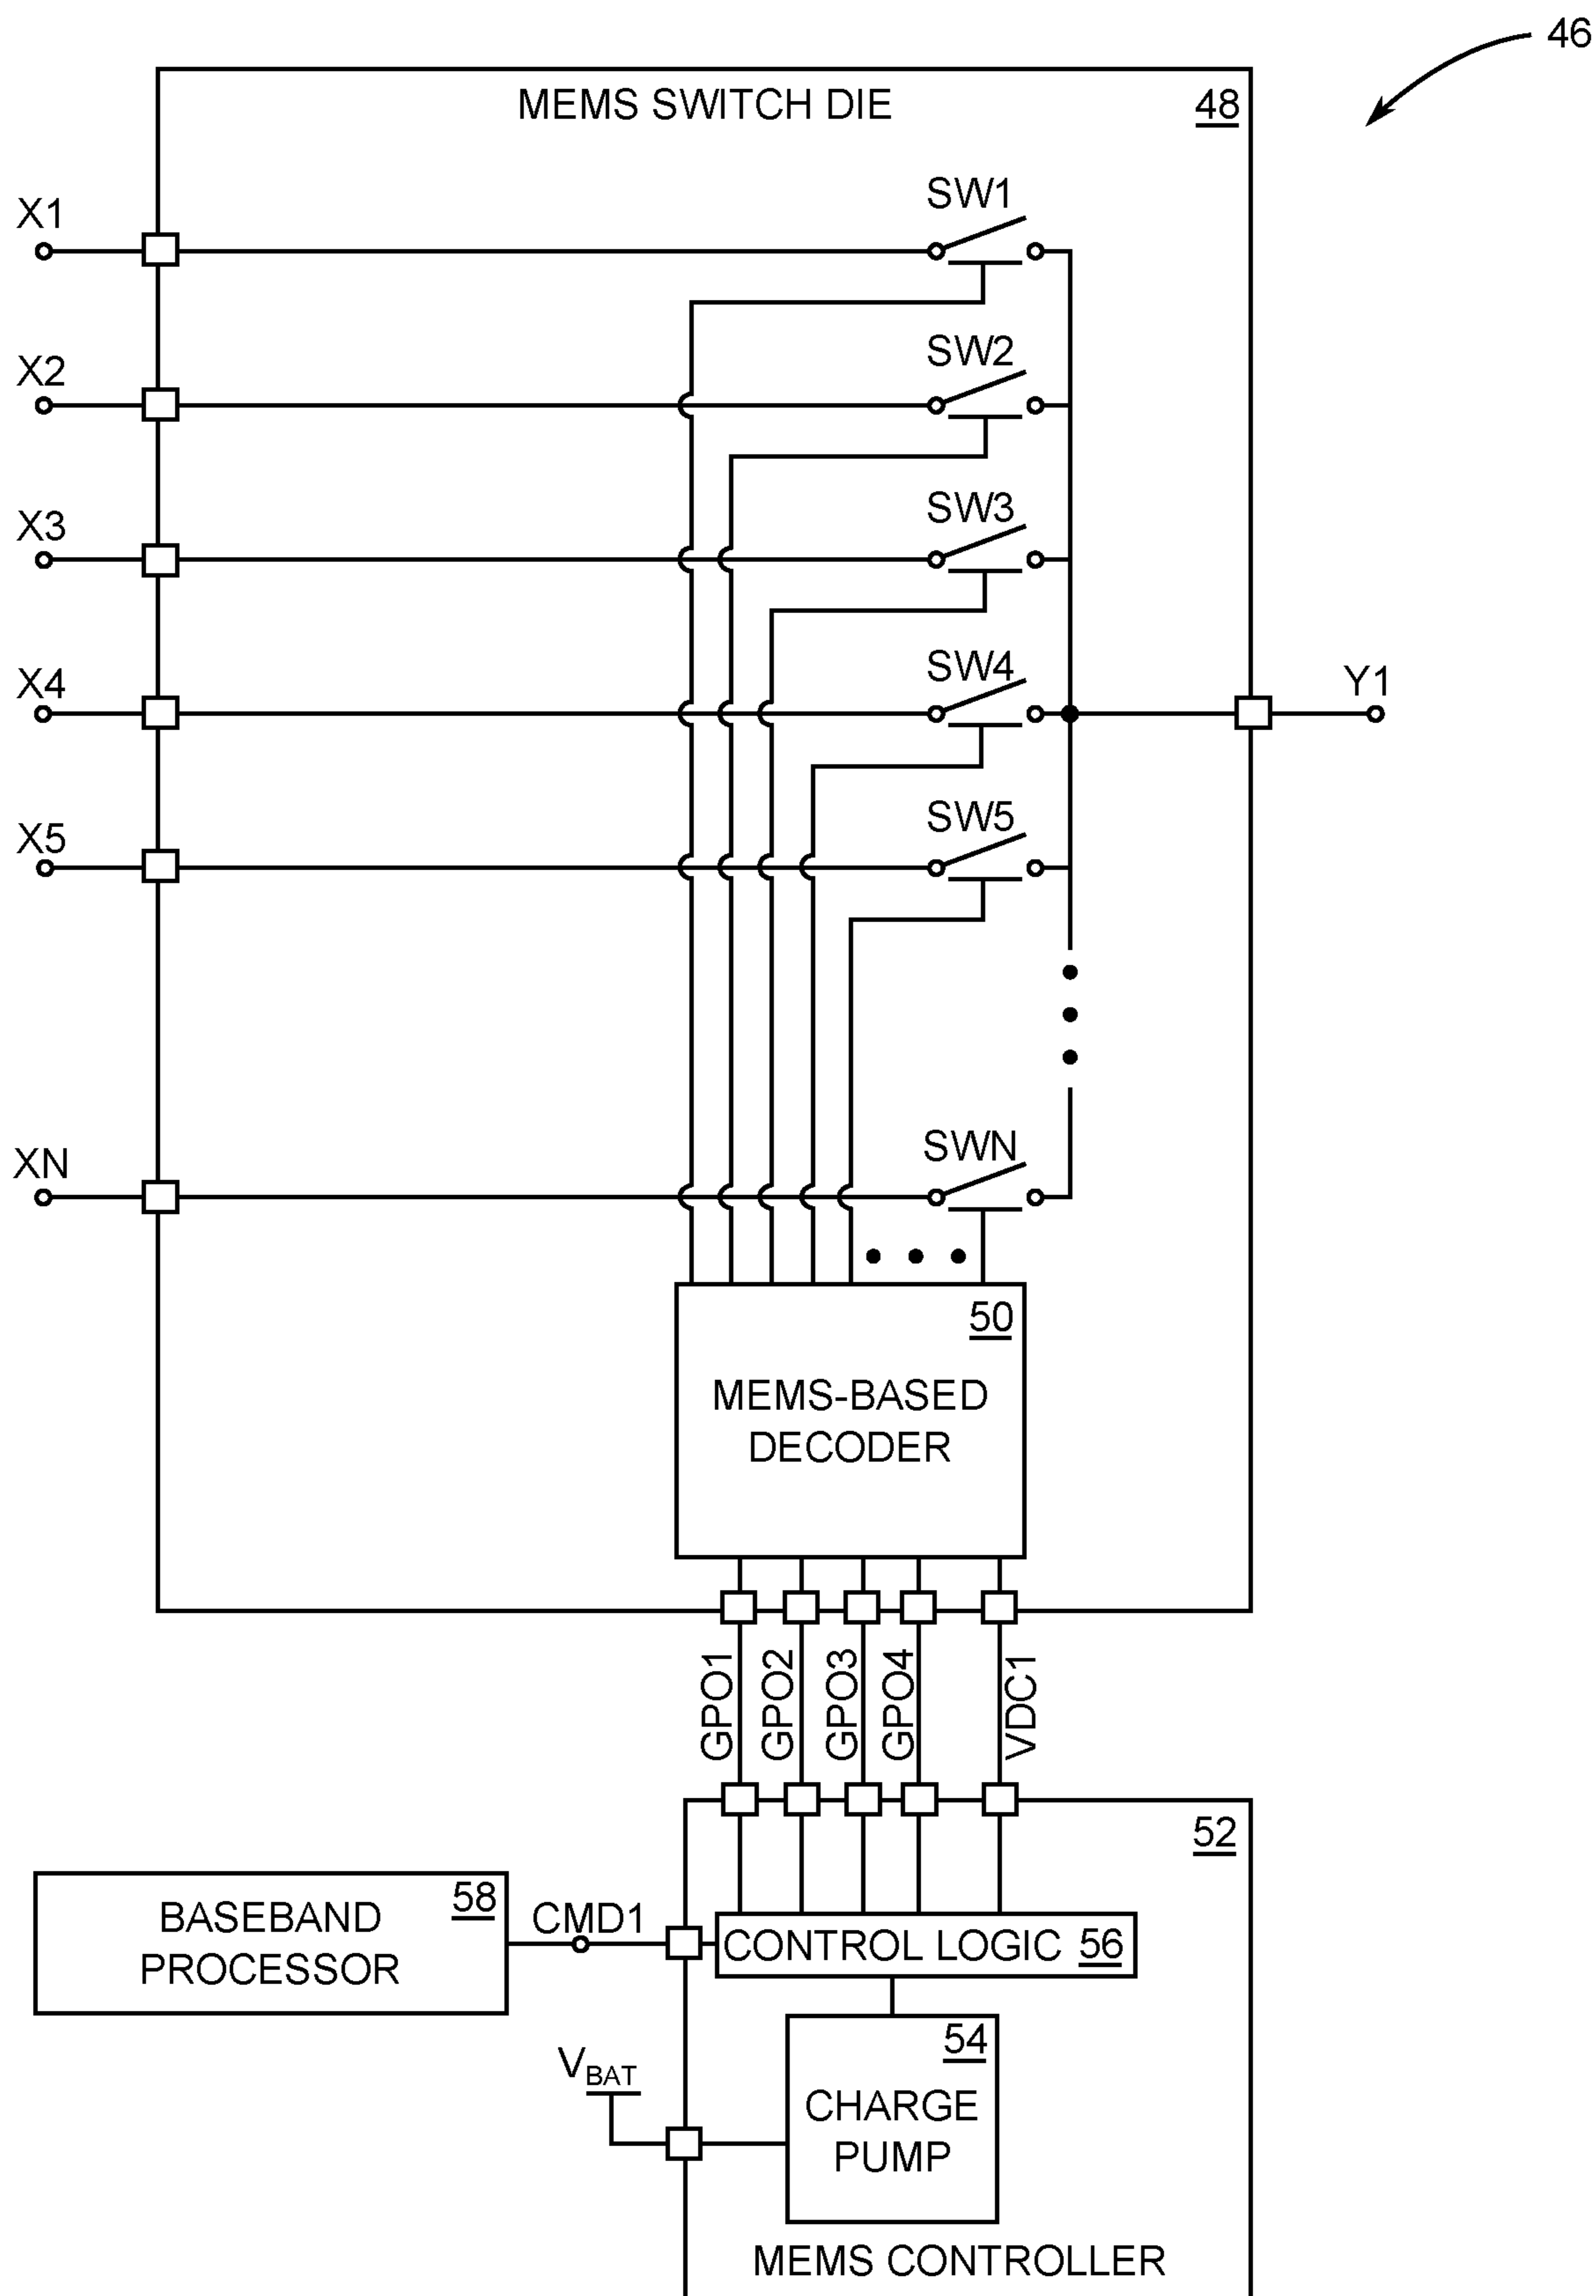 46
MEMS SWITCH DIE
48
X1
SW1
X2
SW2
X3
SW3
X4
SW4
Y1
X5
SW5
XN
SWN
50
MEMS-BASED
DECODER
GPO1
GPO2
GPO3
GPO4
VDC1
52
58
BASEBAND
PROCESSOR
CMD1
CONTROL LOGIC 56
54
VBAT
CHARGE
PUMP
MEMS CONTROLLER